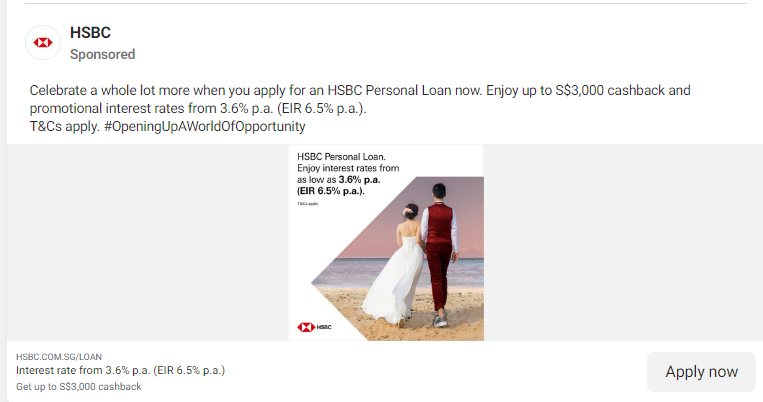 HSBC
Sponsored
Celebrate a whole lot more when you apply for an HSBC Personal Loan now. Enjoy up to S$3,000 cashback and
promotional interest rates from 3.6% p.a. (EIR 6.5% p.a.).
T&Cs apply. #OpeningUpAWorldOfOpportunity
HSBC Personal Loan.
Enjoy interest rates from
as low as 3.6% p.a.
(EIR 6.5% p.a.).
T&Cs apply.
HSBC
HSBC.COM.SG/LOAN
Interest rate from 3.6% p.a. (EIR 6.5% p.a.)
Get up to S$3,000 cashback
Apply now